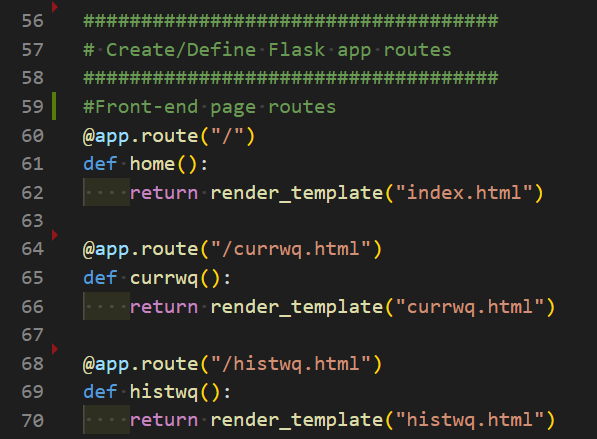 56 ####################################
57 # Create/Define Flask app routes
58 ####################################
59 #Front-end page routes
60 @app.route("/")
61 def home():
62     return render_template("index.html")
63
64 @app.route("/currwq.html")
65 def currwq():
66     return render_template("currwq.html")
67
68 @app.route("/histwq.html")
69 def histwq():
70     return render_template("histwq.html")